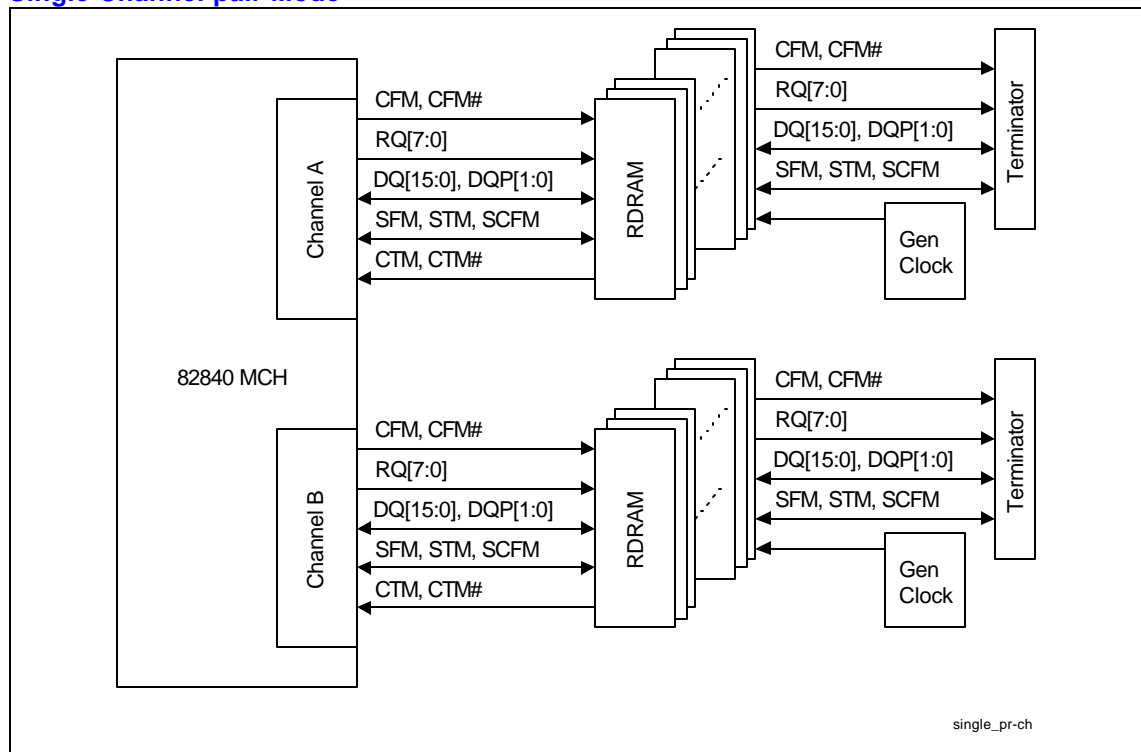 Single Channel-pair Mode
82840 MCH
Channel A
CFM, CFM#
RQ[7:0]
DQ[15:0], DQP[1:0]
SFM, STM, SCFM
CTM, CTM#
RDRAM
CFM, CFM#
RQ[7:0]
DQ[15:0], DQP[1:0]
SFM, STM, SCFM
Terminator
Gen
Clock
Channel B
CFM, CFM#
RQ[7:0]
DQ[15:0], DQP[1:0]
SFM, STM, SCFM
CTM, CTM#
RDRAM
CFM, CFM#
RQ[7:0]
DQ[15:0], DQP[1:0]
SFM, STM, SCFM
Terminator
Gen
Clock
single_pr-ch